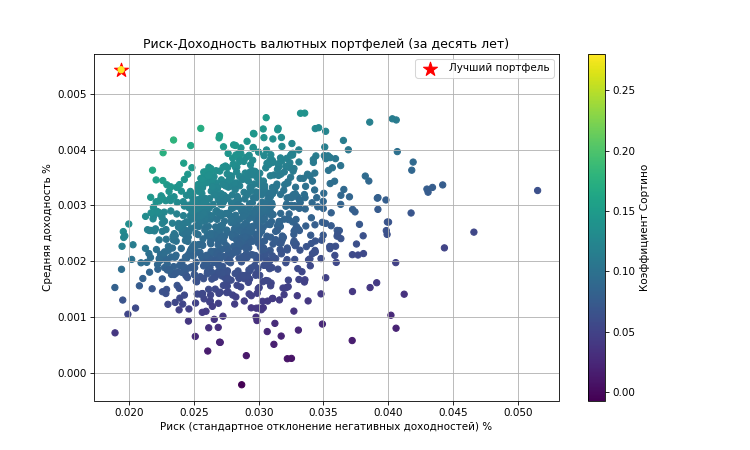 Риск-Доходность валютных портфелей (за десять лет)
Лучший портфель
Средняя доходность %
0.005
0.004
0.003
0.002
0.001
0.000
0.020 0.025 0.030 0.035 0.040 0.045 0.050
Риск (стандартное отклонение негативных доходностей) %
0.25
0.20
0.15
0.10
0.05
0.00
Коэффициент Сортино